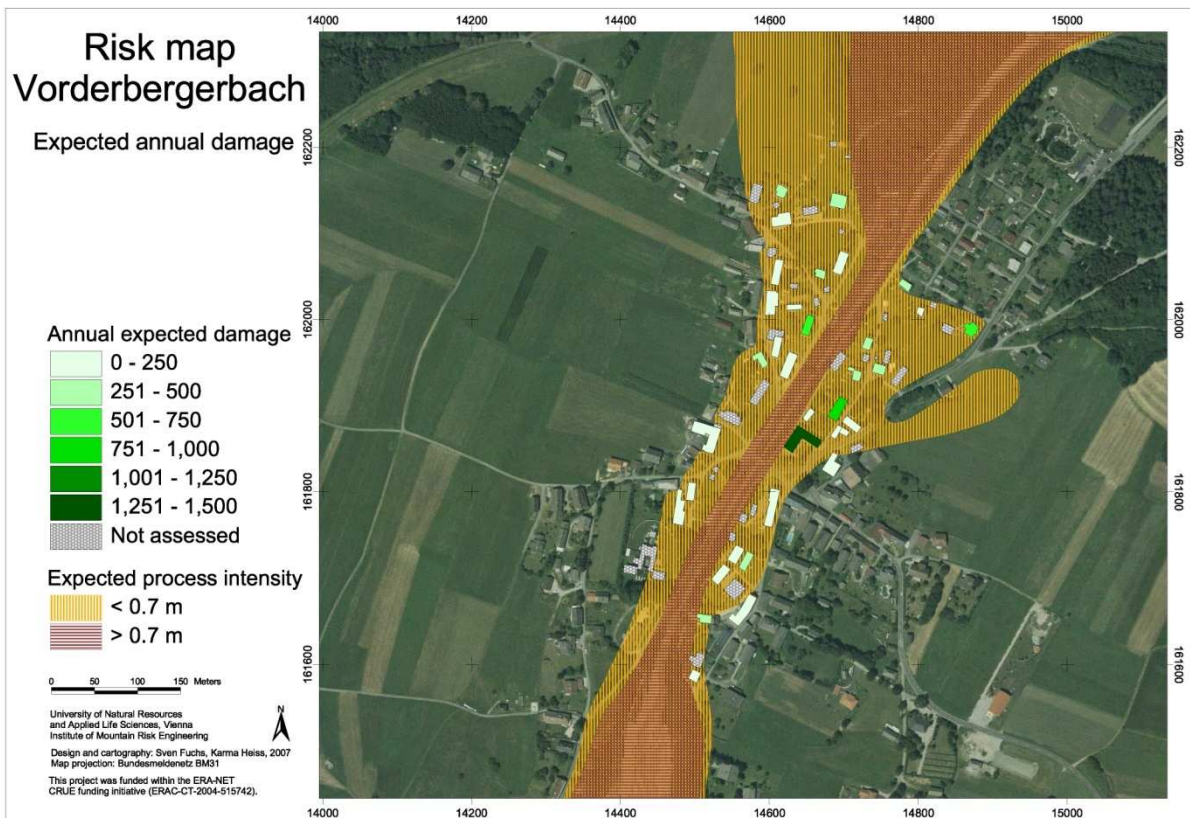 Risk map
Vorderbergerbach
Expected annual damage
Annual expected damage
0 - 250
251 - 500
501 - 750
751 - 1,000
1,001 - 1,250
1,251 - 1,500
Not assessed
Expected process intensity
< 0.7 m
> 0.7 m
0 50 100 150 Meters
University of Natural Resources
and Applied Life Sciences, Vienna
Institute of Mountain Risk Engineering
N
Design and cartography: Sven Fuchs, Karma Heiss, 2007
Map projection: Bundesmeldenetz BM31
This project was funded within the ERA-NET
CRUE funding initiative (ERAC-CT-2004-515742).
14000 14200 14400 14600 14800 15000
162200 162200
162000 162000
161800 161800
161600 161600
14000 14200 14400 14600 14800 15000